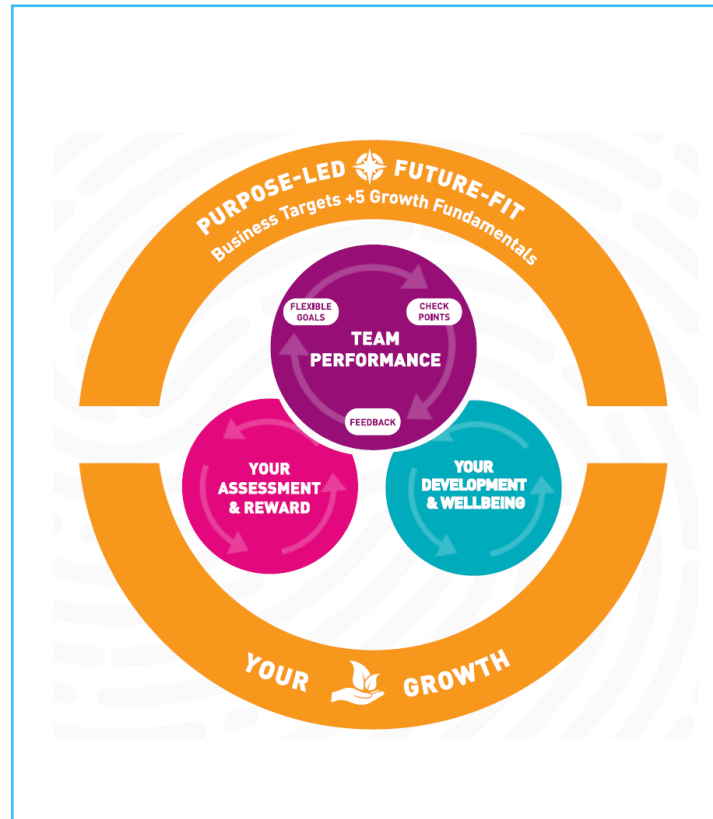 PURPOSE-LED FUTURE-FIT
Business Targets +5 Growth Fundamentals
FLEXIBLE
GOALS
CHECK
POINTS
TEAM
PERFORMANCE
FEEDBACK
YOUR
ASSESSMENT
& REWARD
YOUR
DEVELOPMENT
& WELLBEING
YOUR GROWTH